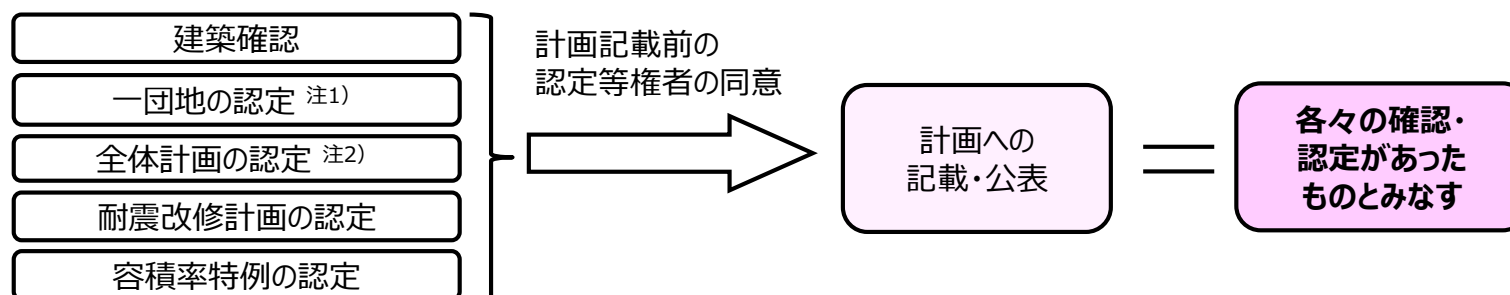 建築確認
一団地の認定 注1)
全体計画の認定 注2)
耐震改修計画の認定
容積率特例の認定
計画記載前の
認定等権者の同意
計画への
記載・公表
各々の確認・
認定があった
ものとみなす